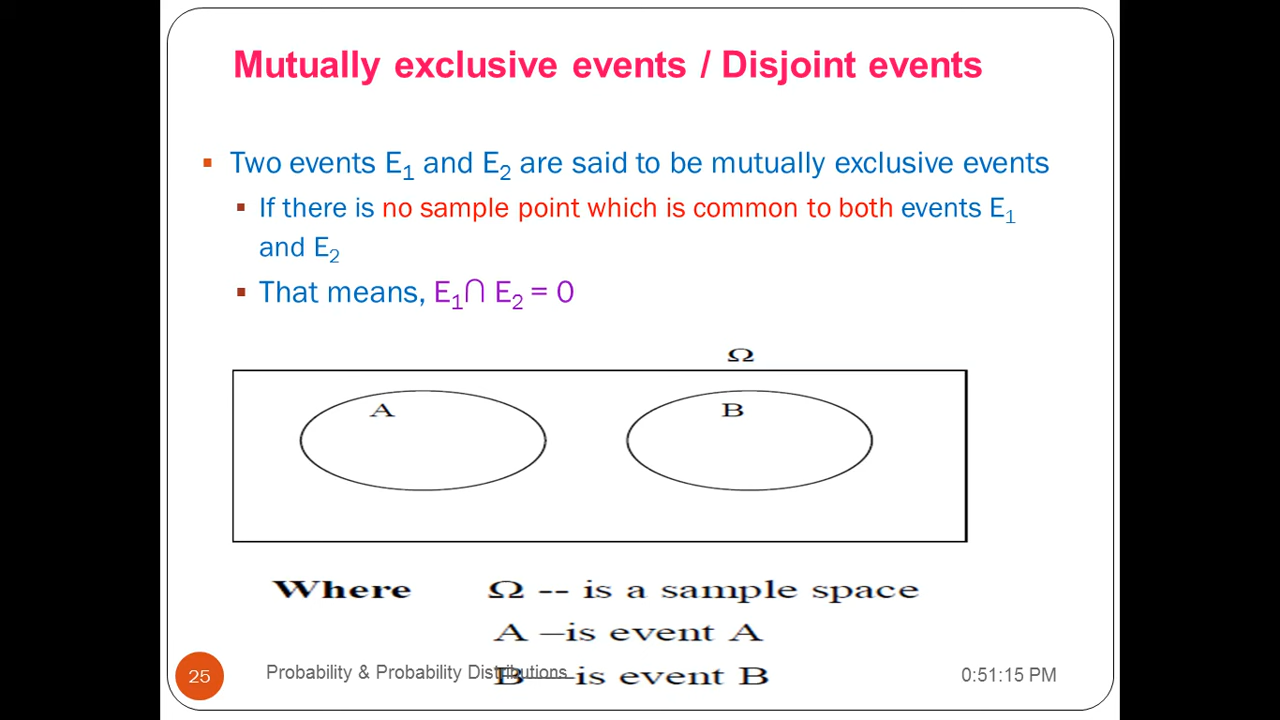 Mutually exclusive events / Disjoint events
▪ Two events E₁ and E₂ are said to be mutually exclusive events
▪ If there is no sample point which is common to both events E₁
and E₂
▪ That means, E₁∩ E₂ = 0
Ω
A
B
Where Ω -- is a sample space
A –is event A
B——is event B
25
Probability & Probability Distributions
0:51:15 PM